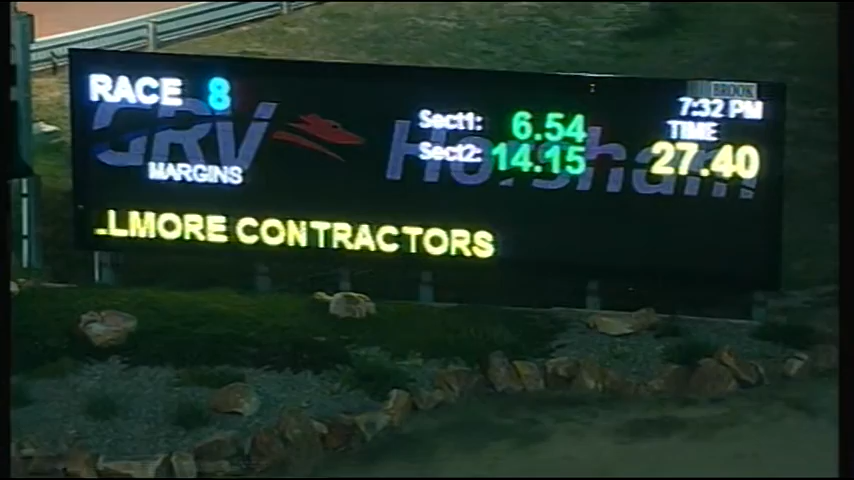 BROOK
RACE 8
7:32 PM
GRV
Horsham
Sect1: 6.54
TIME
Sect2: 14.15
27.40
MARGINS
LLMORE CONTRACTORS